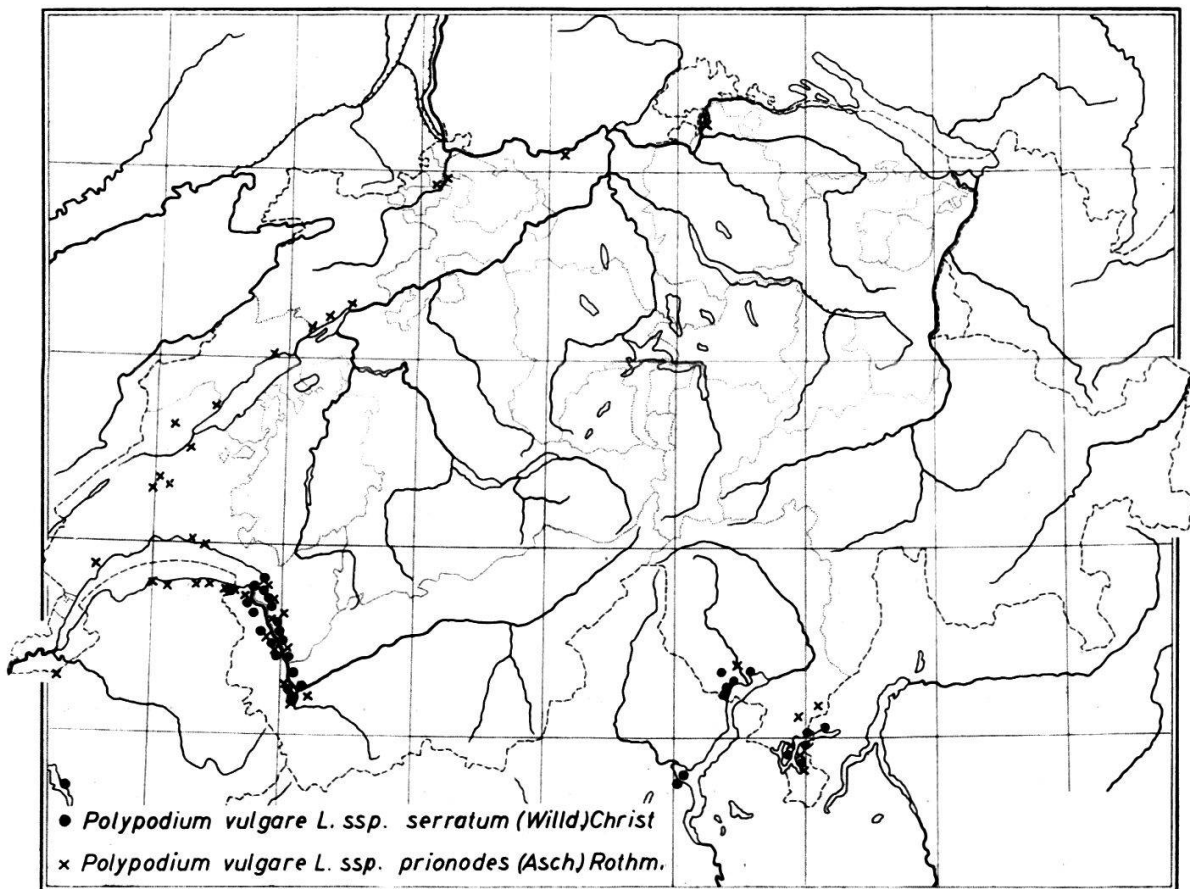 ● Polypodium vulgare L. ssp. serratum (Willd.) Christ
× Polypodium vulgare L. ssp. prionodes (Asch.) Rothm.